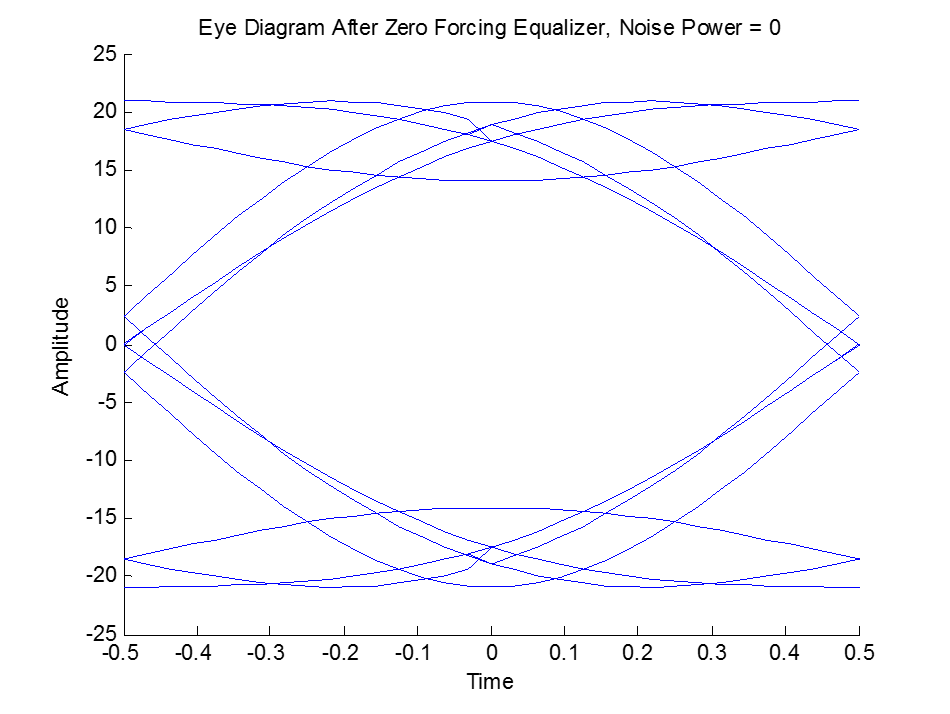 Eye Diagram After Zero Forcing Equalizer, Noise Power = 0
25
20
15
10
5
0
-5
-10
-15
-20
-25
Amplitude
-0.5 -0.4 -0.3 -0.2 -0.1 0 0.1 0.2 0.3 0.4 0.5
Time